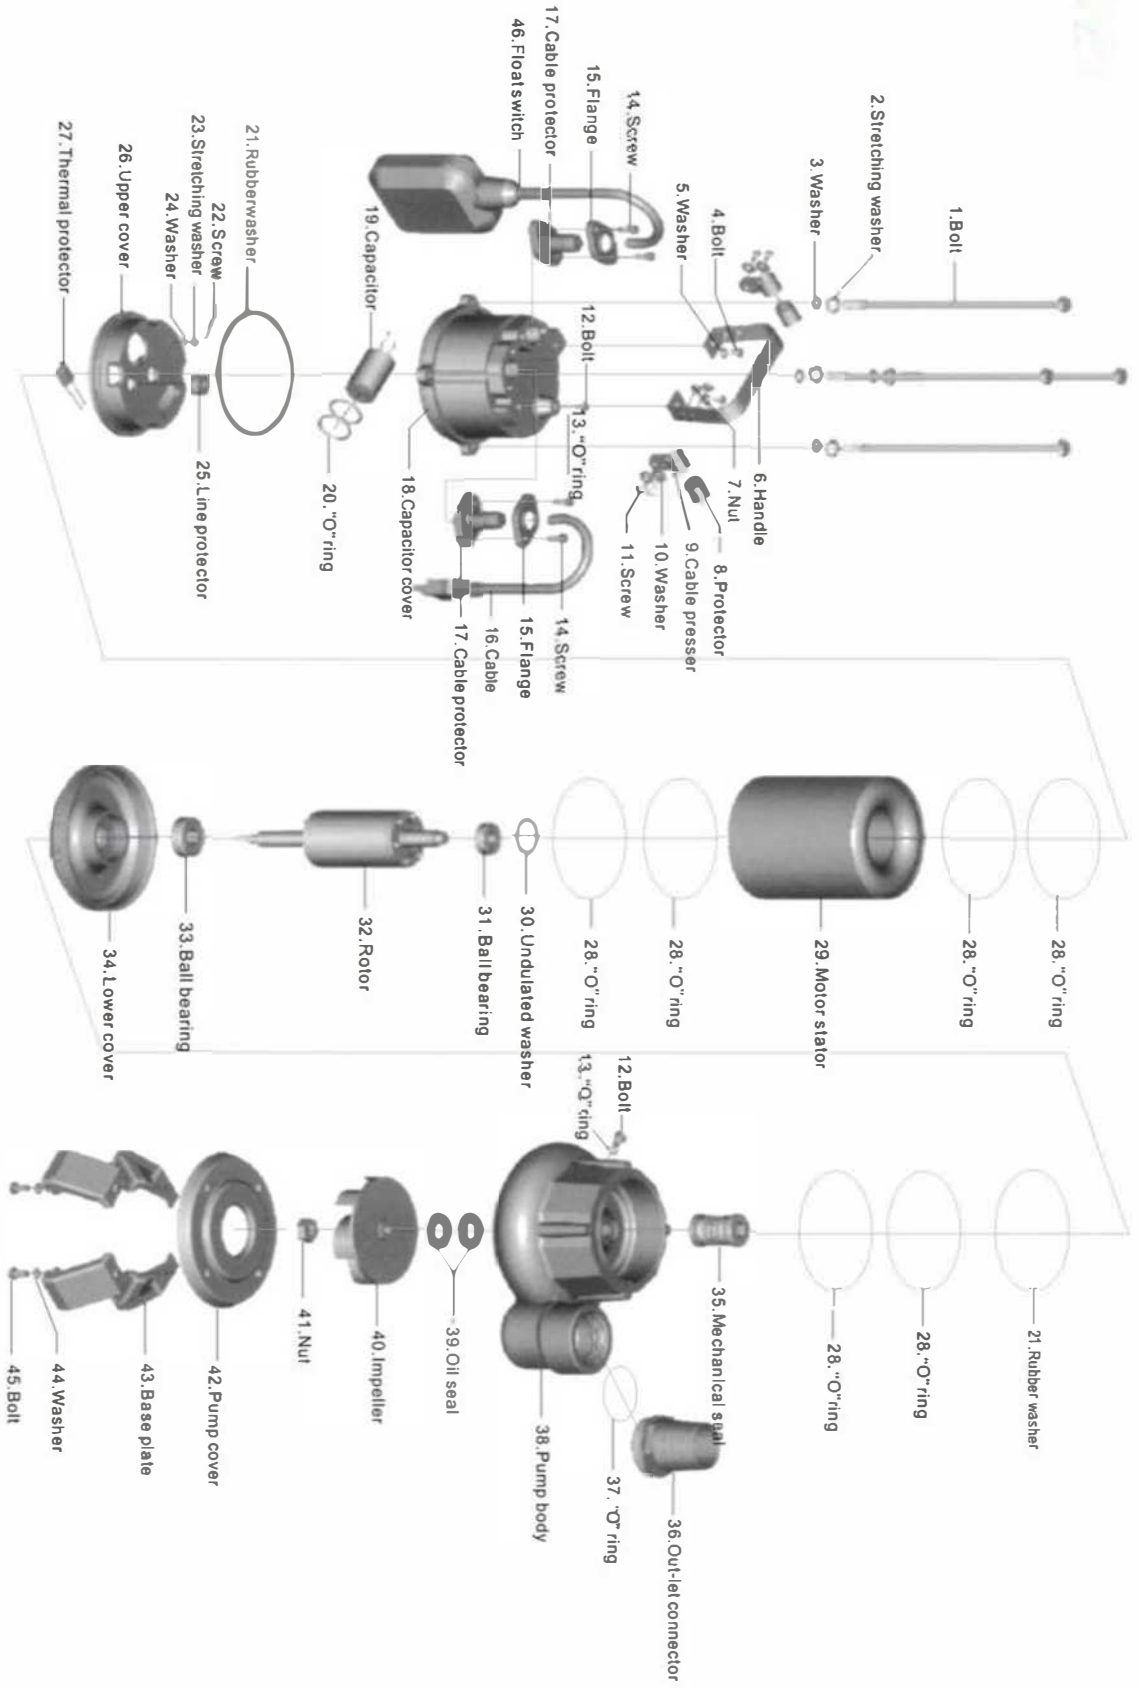 1.Bolt
2.Stretching washer
3.Washer
4.Bolt
5.Washer
14.Screw
15.Flange
17.Cable protector
46.Floatswitch
6.Handle
7.Nut
8.Protector
9.Cable presser
10.Washer
11.Screw
12.Bolt
13."O"ring
14.Screw
15.Flange
16.Cable
17.Cable protector
18.Capacitor cover
19.Capacitor
20."O"ring
21.Rubberwasher
22.Screw
23.Stretching washer
24.Washer
25.Line protector
26.Upper cover
27.Thermal protector
28."O"ring
28."O"ring
29.Motor stator
28."O"ring
28."O"ring
30.Undulated washer
31.Ball bearing
32.Rotor
33.Ball bearing
34.Lower cover
21.Rubber washer
28."O"ring
28."O"ring
35.Mechanical seal
36.Out-let connector
37."O"ring
12.Bolt
13."O"ring
38.Pump body
39.Oil seal
40.Impeller
41.Nut
42.Pump cover
43.Base plate
44.Washer
45.Bolt